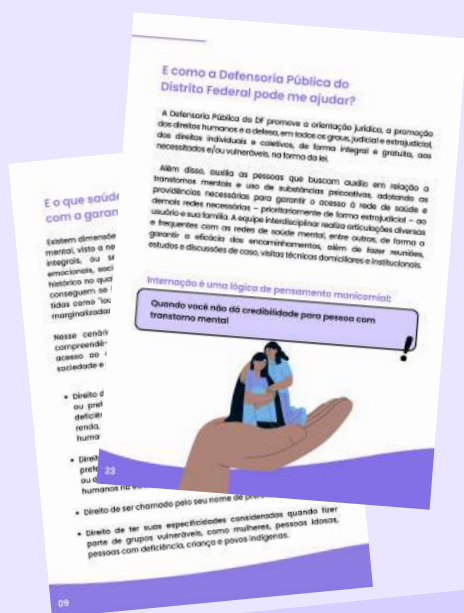 E como a Defensoria Pública do
Distrito Federal pode me ajudar?
A Defensoria Pública do DF promove a orientação jurídica, a promoção
dos direitos humanos e a defesa, em todos os graus, judicial e extrajudicial,
dos direitos individuais e coletivos, de forma integral e gratuita, aos
necessitados e/ou vulneráveis, na forma da lei.
Além disso, auxilia as pessoas que buscam auxílio em relação a
transtornos mentais e uso de substâncias psicoativas, adotando as
providências necessárias para garantir o acesso à rede de saúde e
demais redes necessárias – prioritariamente de forma extrajudicial – ao
usuário e sua família. A equipe interdisciplinar realiza articulações diversas
e frequentes com as redes de saúde mental, entre outras, de forma a
garantir a eficácia dos encaminhamentos, além de fazer reuniões,
estudos e discussões de caso, visitas técnicas domiciliares e institucionais.
Internação é uma lógica de pensamento manicomial:
Quando você não dá credibilidade para pessoa com
transtorno mental
!
23
E o que saúde
com a garan
Existem dimensõe
mental, visto a ne
integrais, ou s
emocionais, soci
histórico no qual
conseguem se
tidas como "lou
marginalizadas
Nesse cenário
compreendê-
acesso ao
sociedade e
• Direito d
ou pref
deficiên
renda,
huma
• Direit
prefe
ou o
humanos na
• Direito de ser chamado pelo seu nome de
• Direito de ter suas especificidades consideradas quando fizer
parte de grupos vulneráveis, como mulheres, pessoas idosas,
pessoas com deficiência, criança e povos indígenas.
09